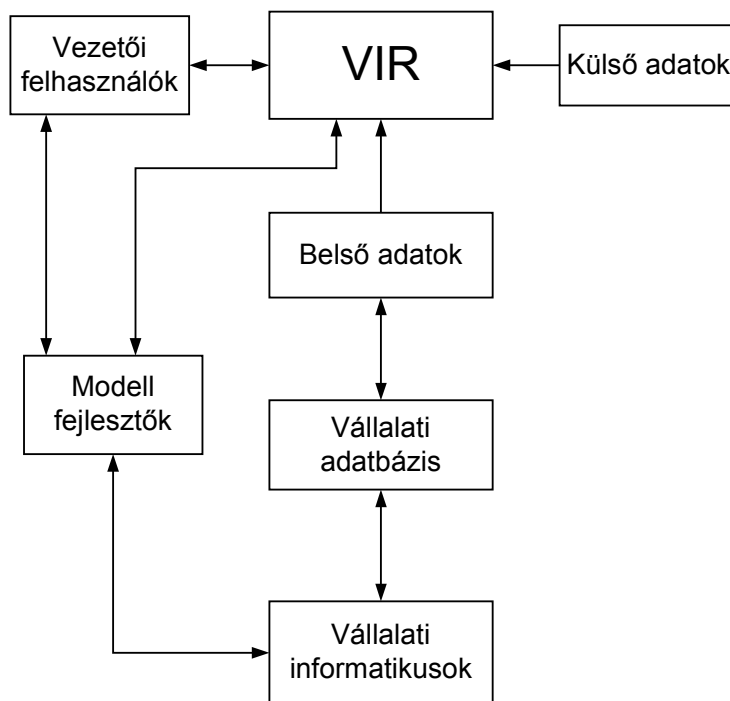 Vezetői
felhasználók
VIR
Külső adatok
Belső adatok
Modell
fejlesztők
Vállalati
adatbázis
Vállalati
informatikusok